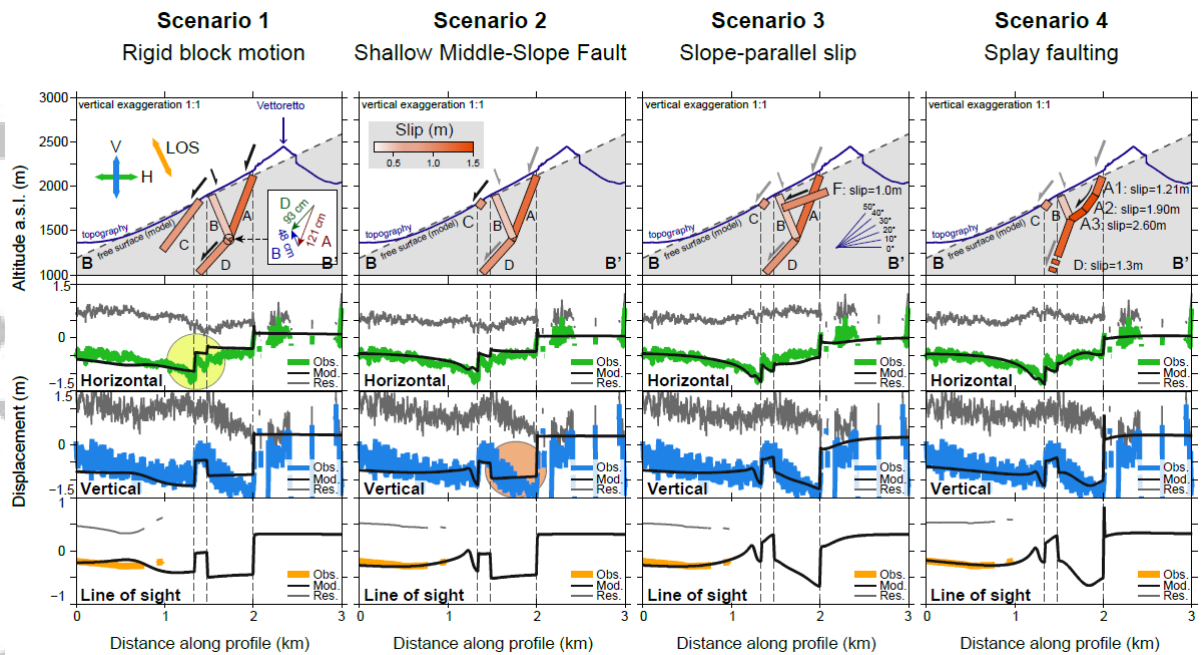 Scenario 1
Rigid block motion
Scenario 2
Shallow Middle-Slope Fault
Scenario 3
Slope-parallel slip
Scenario 4
Splay faulting
Altitude a.s.l. (m)
3000
2500
2000
1500
1000
vertical exaggeration 1:1
Vettoretto
V
H
LOS
topography
free surface (model)
A
B
C
D
D
93 cm
48 cm
121 cm
B
A
B
B'
vertical exaggeration 1:1
Slip (m)
0.5
1.0
1.5
topography
free surface (model)
A
B
C
D
B
B'
vertical exaggeration 1:1
F: slip=1.0m
50°
40°
30°
20°
10°
0°
topography
free surface (model)
A
B
C
D
B
B'
vertical exaggeration 1:1
A1: slip=1.21m
A2: slip=1.90m
A3: slip=2.60m
D: slip=1.3m
topography
free surface (model)
B
C
B
B'
Displacement (m)
1.5
0
−1.5
Horizontal
Obs.
Mod.
Res.
Horizontal
Obs.
Mod.
Res.
Horizontal
Obs.
Mod.
Res.
Horizontal
Obs.
Mod.
Res.
1.5
0
−1.5
Vertical
Obs.
Mod.
Res.
Vertical
Obs.
Mod.
Res.
Vertical
Obs.
Mod.
Res.
Vertical
Obs.
Mod.
Res.
1
0
−1
Line of sight
Obs.
Mod.
Res.
Line of sight
Obs.
Mod.
Res.
Line of sight
Obs.
Mod.
Res.
Line of sight
Obs.
Mod.
Res.
0 1 2 3
0 1 2 3
0 1 2 3
0 1 2 3
Distance along profile (km)
Distance along profile (km)
Distance along profile (km)
Distance along profile (km)